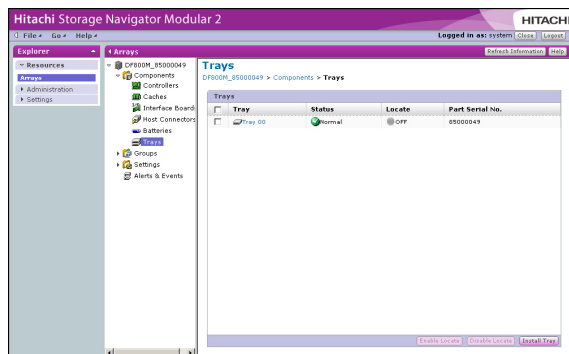 Hitachi Storage Navigator Modular 2
HITACHI
File Go Help
Logged in as: system Close Logout
Explorer
Arrays
Refresh Information Help
Resources
Arrays
Administration
Settings
DF800M_85000049
Components
Controllers
Caches
Interface Boards
Host Connectors
Batteries
Trays
Groups
Settings
Alerts & Events
Trays
DF800M_85000049 > Components > Trays
Trays
Tray Status Locate Part Serial No.
Tray 00 Normal OFF 85000049
Enable Locate Disable Locate Install Tray